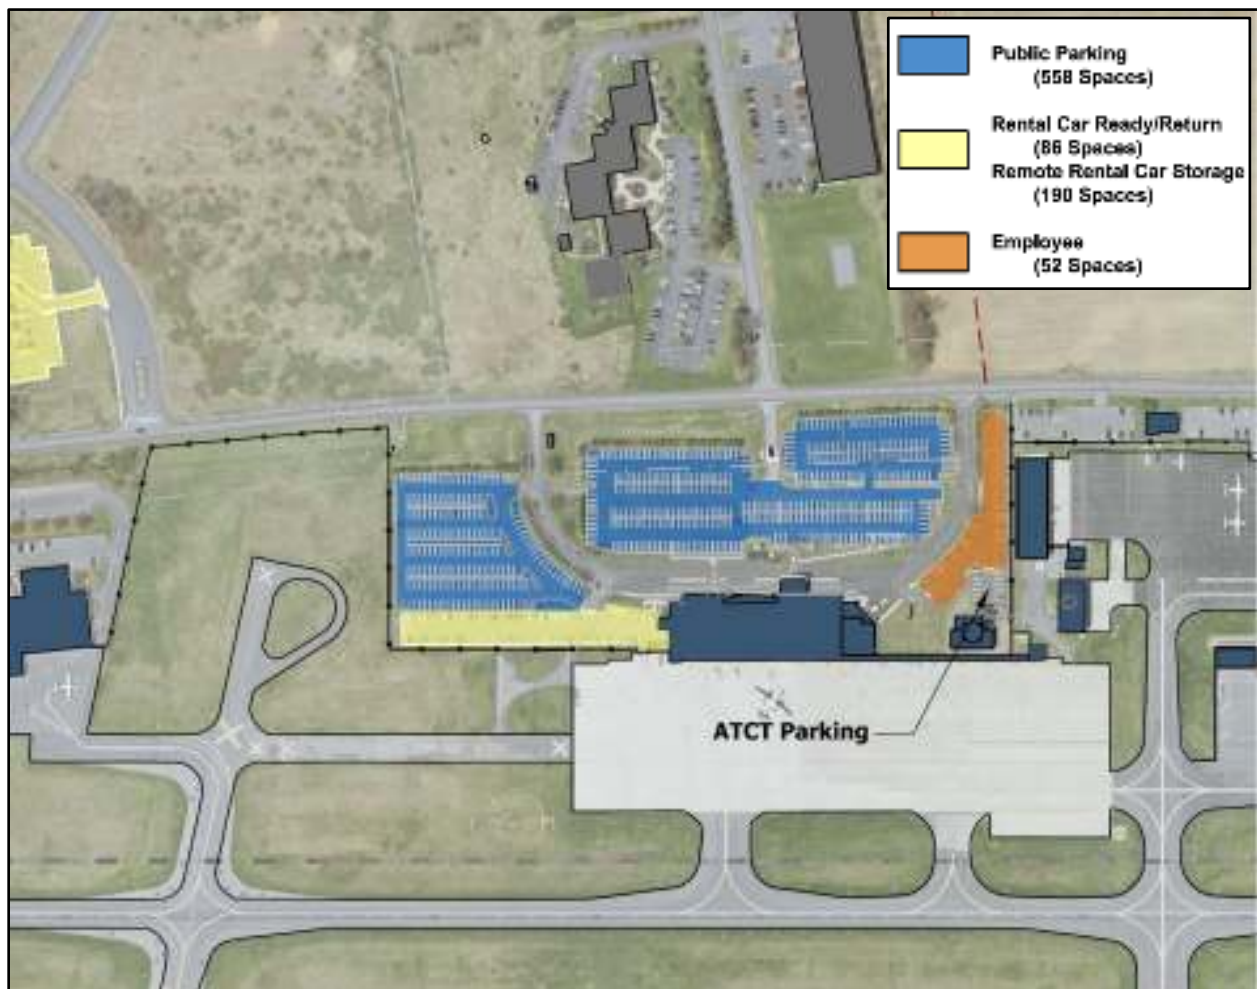 Public Parking
(558 Spaces)
Rental Car Ready/Return
(86 Spaces)
Remote Rental Car Storage
(190 Spaces)
Employee
(52 Spaces)
ATCT Parking